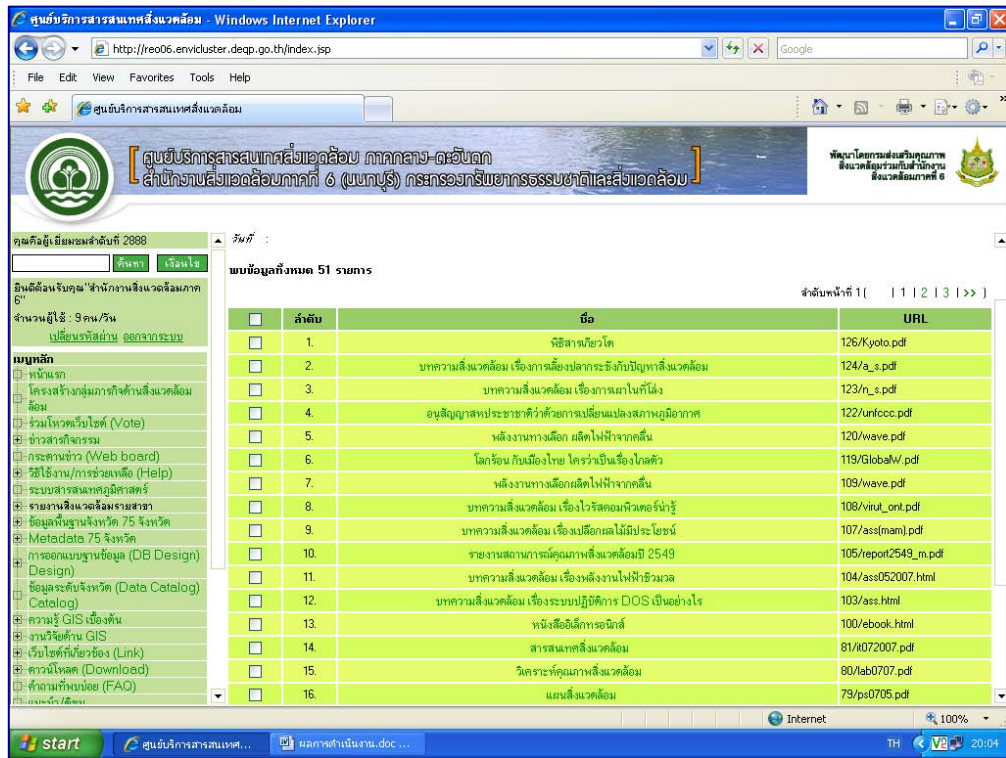 ศูนย์บริการสารสนเทศสิ่งแวดล้อม - Windows Internet Explorer
http://reo06.envicluster.deqp.go.th/index.jsp
Google
File Edit View Favorites Tools Help
ศูนย์บริการสารสนเทศสิ่งแวดล้อม
ศูนย์บริการสารสนเทศสิ่งแวดล้อม ภาคกลาง-ตะวันตก
สำนักงานสิ่งแวดล้อมภาคที่ 6 (นนทบุรี) กระทรวงทรัพยากรธรรมชาติและสิ่งแวดล้อม
พัฒนาโดยกรมส่งเสริมคุณภาพ
สิ่งแวดล้อมร่วมกับสำนักงาน
สิ่งแวดล้อมภาคที่ 6
คุณคือผู้เยี่ยมชมลำดับที่ 2888
ค้นหา เงื่อนไข
ยินดีต้อนรับคุณ"สำนักงานสิ่งแวดล้อมภาค
6"
จำนวนผู้ใช้ : 9 คน/วัน
เปลี่ยนรหัสผ่าน ออกจากระบบ
เมนูหลัก
หน้าแรก
โครงสร้างกลุ่มภารกิจด้านสิ่งแวดล้อม
ล้อม
ร่วมโหวตเว็บไซต์ (Vote)
ข่าวสารกิจกรรม
กระดานข่าว (Web board)
วิธีใช้งาน/การช่วยเหลือ (Help)
ระบบสารสนเทศภูมิศาสตร์
รายงานสิ่งแวดล้อมรายสาขา
ข้อมูลพื้นฐานจังหวัด 75 จังหวัด
Metadata 75 จังหวัด
การออกแบบฐานข้อมูล (DB Design)
Design)
ข้อมูลระดับจังหวัด (Data Catalog)
Catalog)
ความรู้ GIS เบื้องต้น
งานวิจัยด้าน GIS
เว็บไซต์ที่เกี่ยวข้อง (Link)
ดาวน์โหลด (Download)
คำถามที่พบบ่อย (FAQ)
วันที่ :
พบข้อมูลทั้งหมด 51 รายการ
ลำดับหน้าที่ 1 ( | 1 | 2 | 3 | >> )
ลำดับ ชื่อ URL
1. พิธีสารเกียวโต 126/Kyoto.pdf
2. บทความสิ่งแวดล้อม เรื่องการเลี้ยงปลากระชังกับปัญหาสิ่งแวดล้อม 124/a_s.pdf
3. บทความสิ่งแวดล้อม เรื่องการเผาในที่โล่ง 123/n_s.pdf
4. อนุสัญญาสหประชาชาติว่าด้วยการเปลี่ยนแปลงสภาพภูมิอากาศ 122/unfccc.pdf
5. พลังงานทางเลือก ผลิตไฟฟ้าจากคลื่น 120/wave.pdf
6. โลกร้อน กับเมืองไทย ใครว่าเป็นเรื่องไกลตัว 119/GlobalW.pdf
7. พลังงานทางเลือกผลิตไฟฟ้าจากคลื่น 109/wave.pdf
8. บทความสิ่งแวดล้อม เรื่องไวรัสคอมพิวเตอร์น่ารู้ 108/virut_ont.pdf
9. บทความสิ่งแวดล้อม เรื่องเปลือกผลไม้มีประโยชน์ 107/ass(mam).pdf
10. รายงานสถานการณ์คุณภาพสิ่งแวดล้อมปี 2549 105/report2549_m.pdf
11. บทความสิ่งแวดล้อม เรื่องพลังงานไฟฟ้าชีวมวล 104/ass052007.html
12. บทความสิ่งแวดล้อม เรื่องระบบปฏิบัติการ DOS เป็นอย่างไร 103/ass.html
13. หนังสืออิเล็กทรอนิกส์ 100/ebook.html
14. สารสนเทศสิ่งแวดล้อม 81/it072007.pdf
15. วิเคราะห์คุณภาพสิ่งแวดล้อม 80/lab0707.pdf
16. แผนสิ่งแวดล้อม 79/ps0705.pdf
Internet 100%
start ศูนย์บริการสารสนเทศ... ผลการดำเนินงาน.doc ... TH 20:04